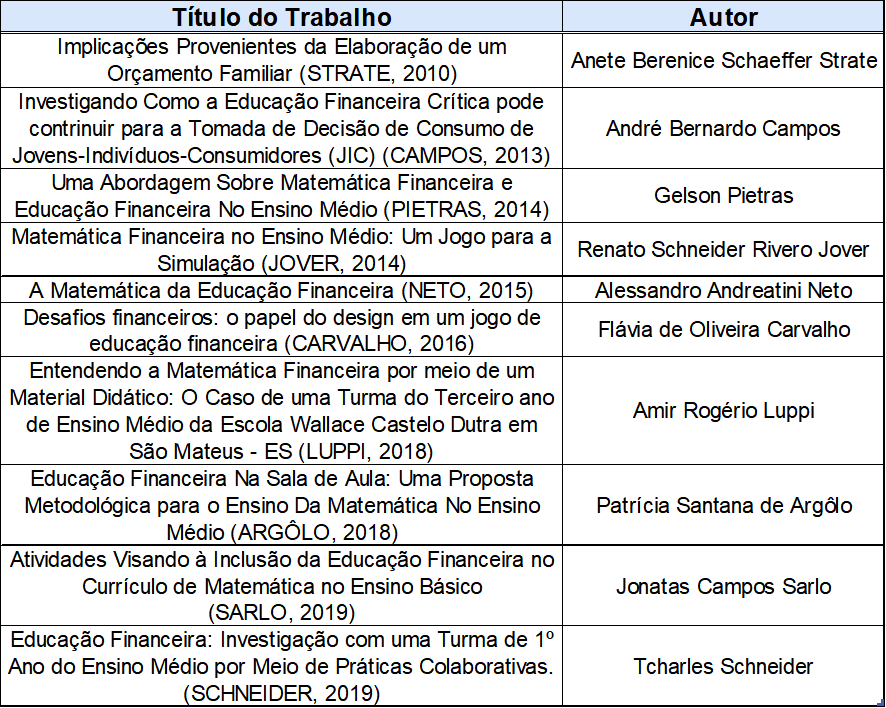 Título do Trabalho Autor
Implicações Provenientes da Elaboração de um
Orçamento Familiar (STRATE, 2010)
Anete Berenice Schaeffer Strate
Investigando Como a Educação Financeira Crítica pode
contrinuir para a Tomada de Decisão de Consumo de
Jovens-Indivíduos-Consumidores (JIC) (CAMPOS, 2013)
André Bernardo Campos
Uma Abordagem Sobre Matemática Financeira e
Educação Financeira No Ensino Médio (PIETRAS, 2014)
Gelson Pietras
Matemática Financeira no Ensino Médio: Um Jogo para a
Simulação (JOVER, 2014)
Renato Schneider Rivero Jover
A Matemática da Educação Financeira (NETO, 2015)
Alessandro Andreatini Neto
Desafios financeiros: o papel do design em um jogo de
educação financeira (CARVALHO, 2016)
Flávia de Oliveira Carvalho
Entendendo a Matemática Financeira por meio de um
Material Didático: O Caso de uma Turma do Terceiro ano
de Ensino Médio da Escola Wallace Castelo Dutra em
São Mateus - ES (LUPPI, 2018)
Amir Rogério Luppi
Educação Financeira Na Sala de Aula: Uma Proposta
Metodológica para o Ensino Da Matemática No Ensino
Médio (ARGÔLO, 2018)
Patrícia Santana de Argôlo
Atividades Visando à Inclusão da Educação Financeira no
Currículo de Matemática no Ensino Básico
(SARLO, 2019)
Jonatas Campos Sarlo
Educação Financeira: Investigação com uma Turma de 1º
Ano do Ensino Médio por Meio de Práticas Colaborativas.
(SCHNEIDER, 2019)
Tcharles Schneider